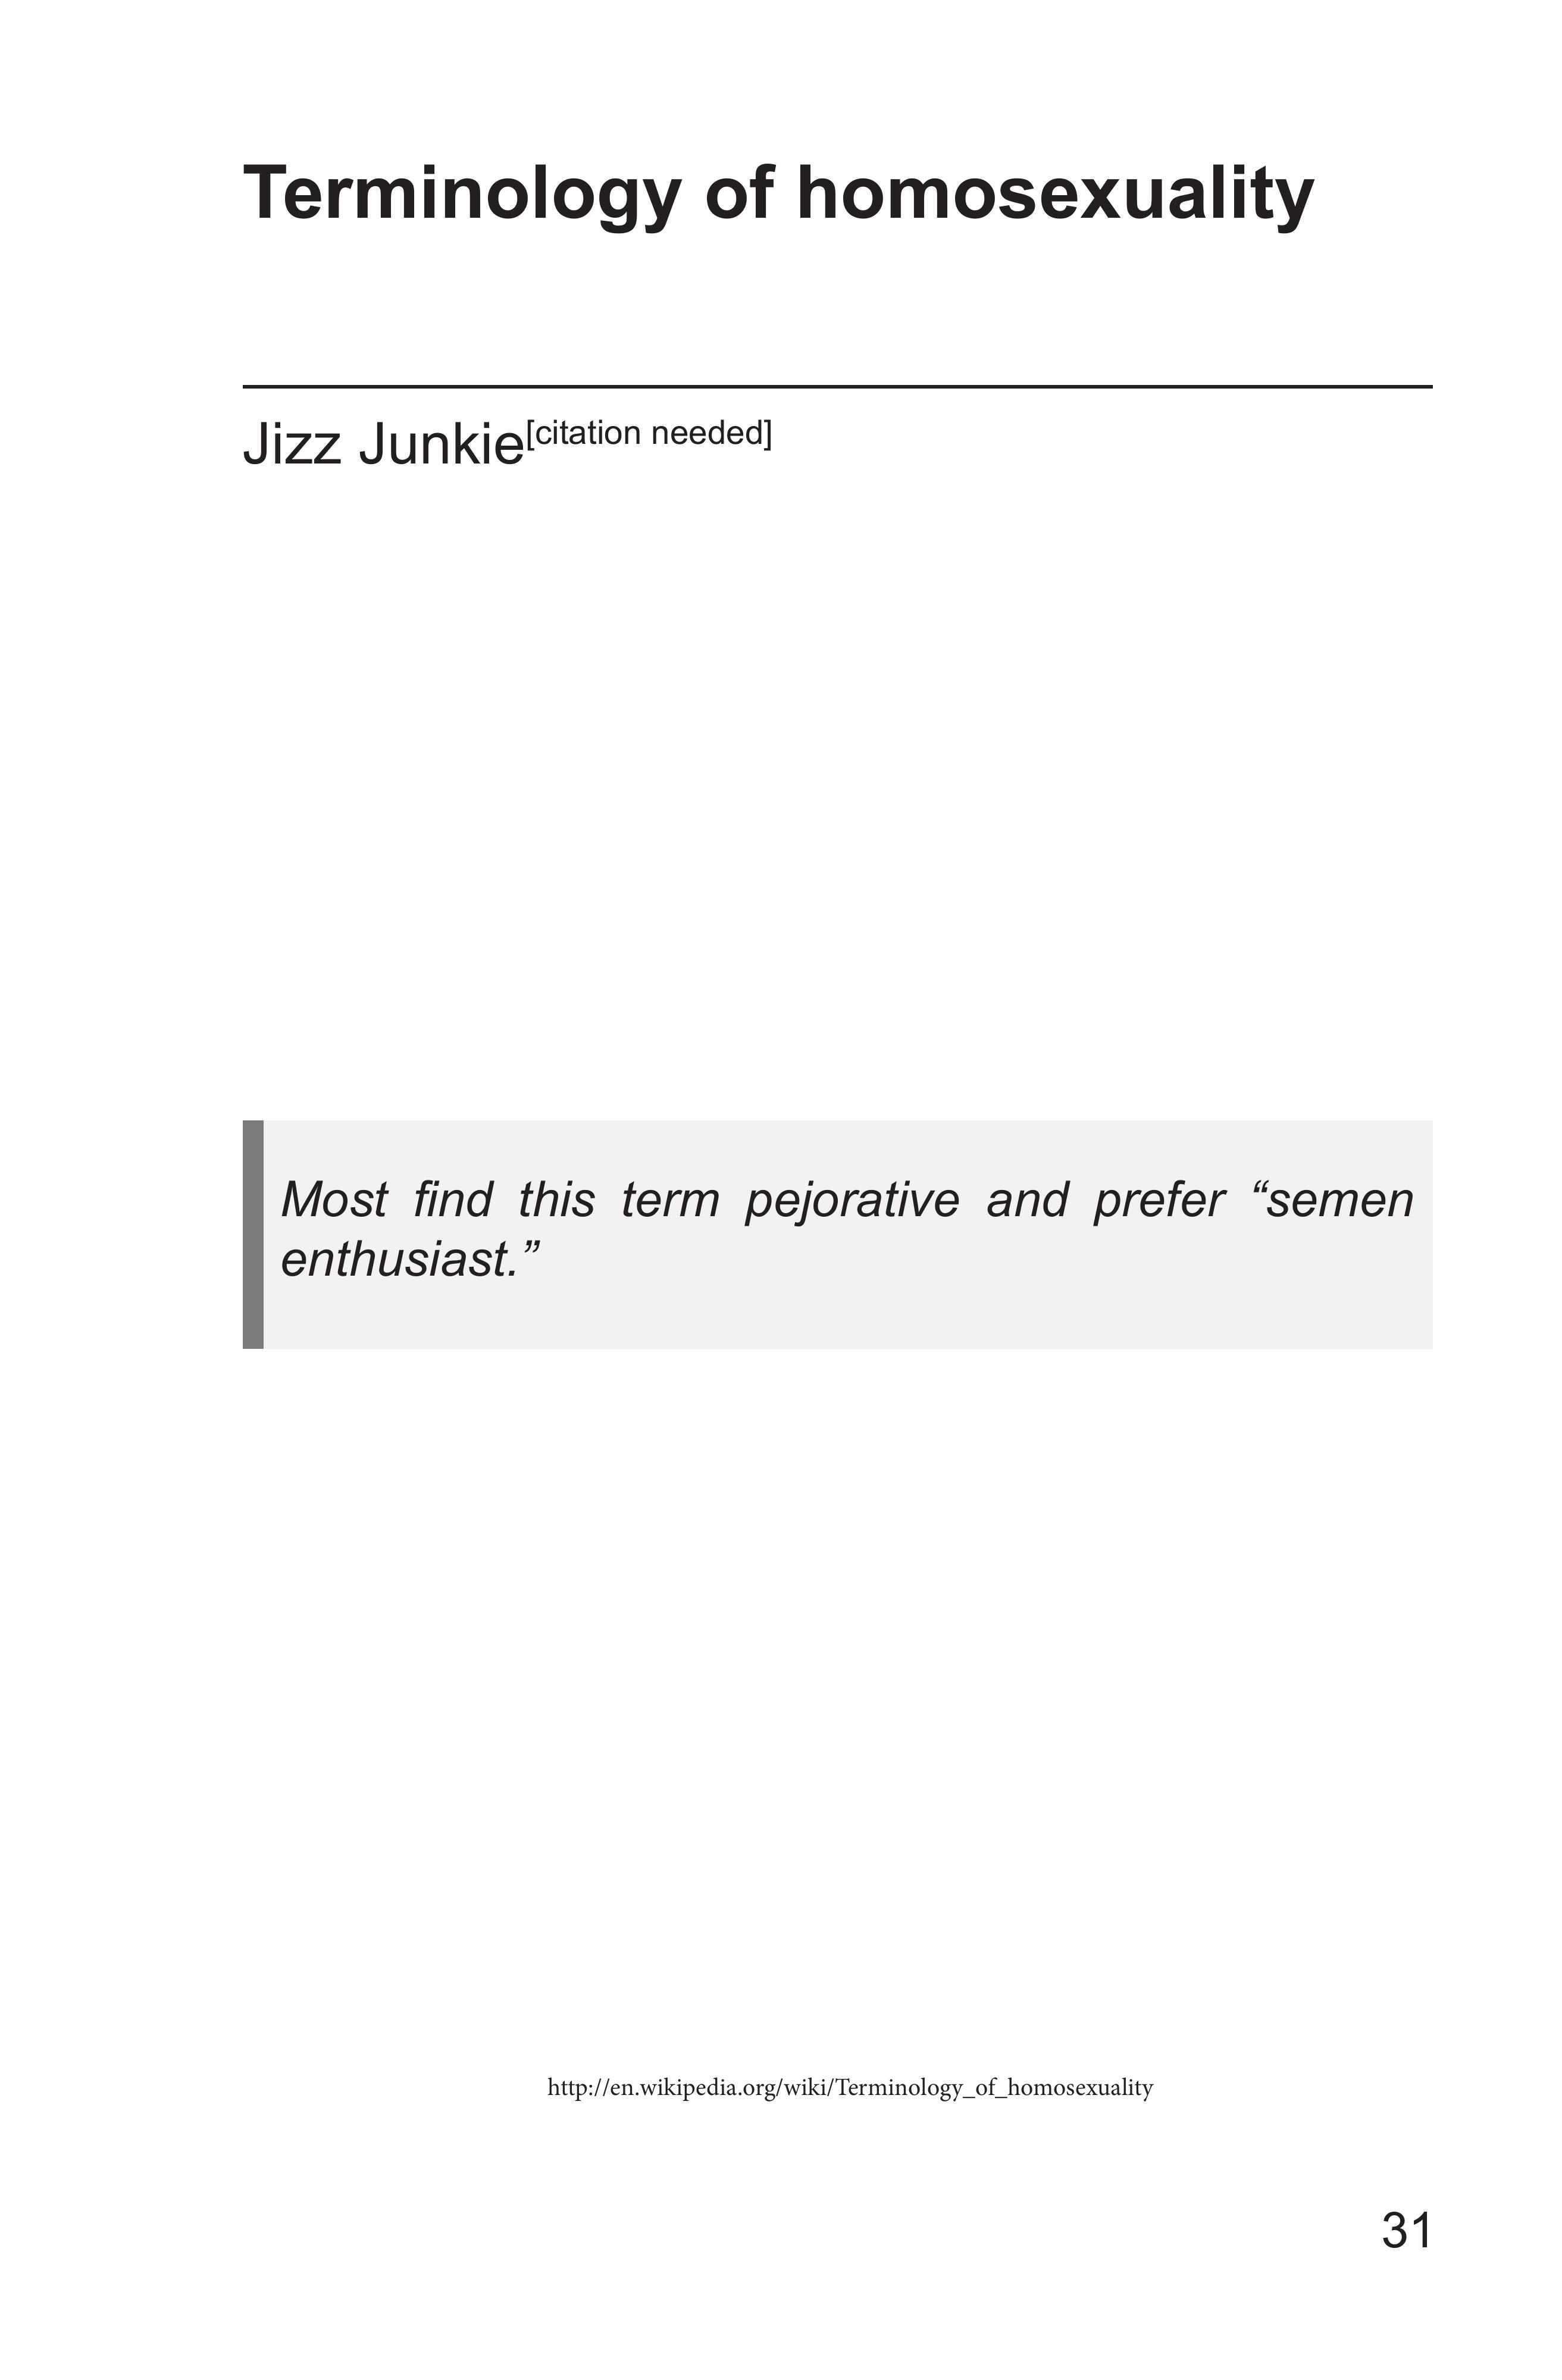 Terminology of homosexuality
Jizz Junkie[citation needed]
Most find this term pejorative and prefer “semen
enthusiast.”
http://en.wikipedia.org/wiki/Terminology_of_homosexuality
31